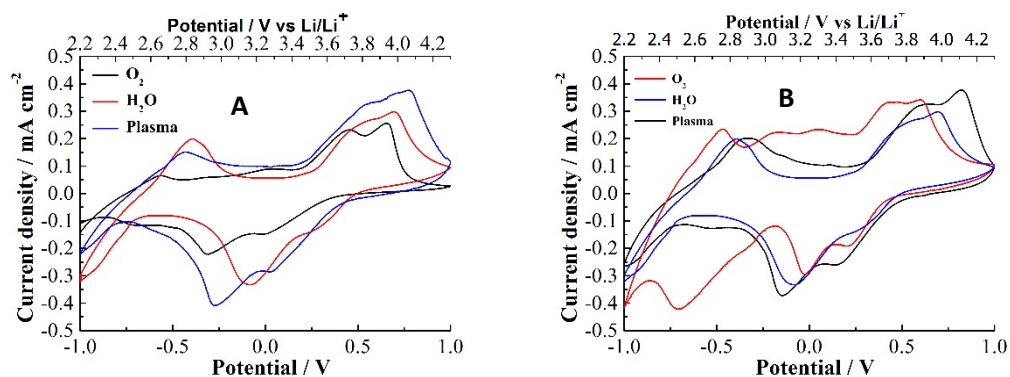 Potential / V vs Li/Li⁺
2.2 2.4 2.6 2.8 3.0 3.2 3.4 3.6 3.8 4.0 4.2
0.5
0.4
0.3
0.2
0.1
0.0
-0.1
-0.2
-0.3
-0.4
-0.5
Current density / mA cm⁻²
O₂
H₂O
Plasma
A
-1.0 -0.5 0.0 0.5 1.0
Potential / V
Potential / V vs Li/Li⁺
2.2 2.4 2.6 2.8 3.0 3.2 3.4 3.6 3.8 4.0 4.2
0.5
0.4
0.3
0.2
0.1
0.0
-0.1
-0.2
-0.3
-0.4
-0.5
Current density / mA cm⁻²
O₂
H₂O
Plasma
B
-1.0 -0.5 0.0 0.5 1.0
Potential / V